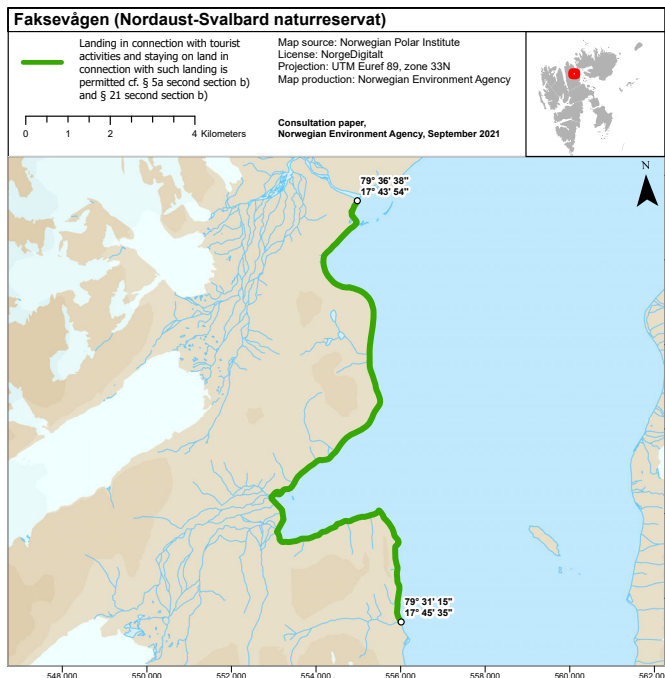 Faksevågen (Nordaust-Svalbard naturreservat)
Landing in connection with tourist
activities and staying on land in
connection with such landing is
permitted cf. § 5a second section b)
and § 21 second section b)
0 1 2 4 Kilometers
Map source: Norwegian Polar Institute
License: NorgeDigitalt
Projection: UTM Euref 89, zone 33N
Map production: Norwegian Environment Agency
Consultation paper,
Norwegian Environment Agency, September 2021
N
79° 36' 38"
17° 43' 54"
79° 31' 15"
17° 45' 35"
548 000 550 000 552 000 554 000 556 000 558 000 560 000 562 00